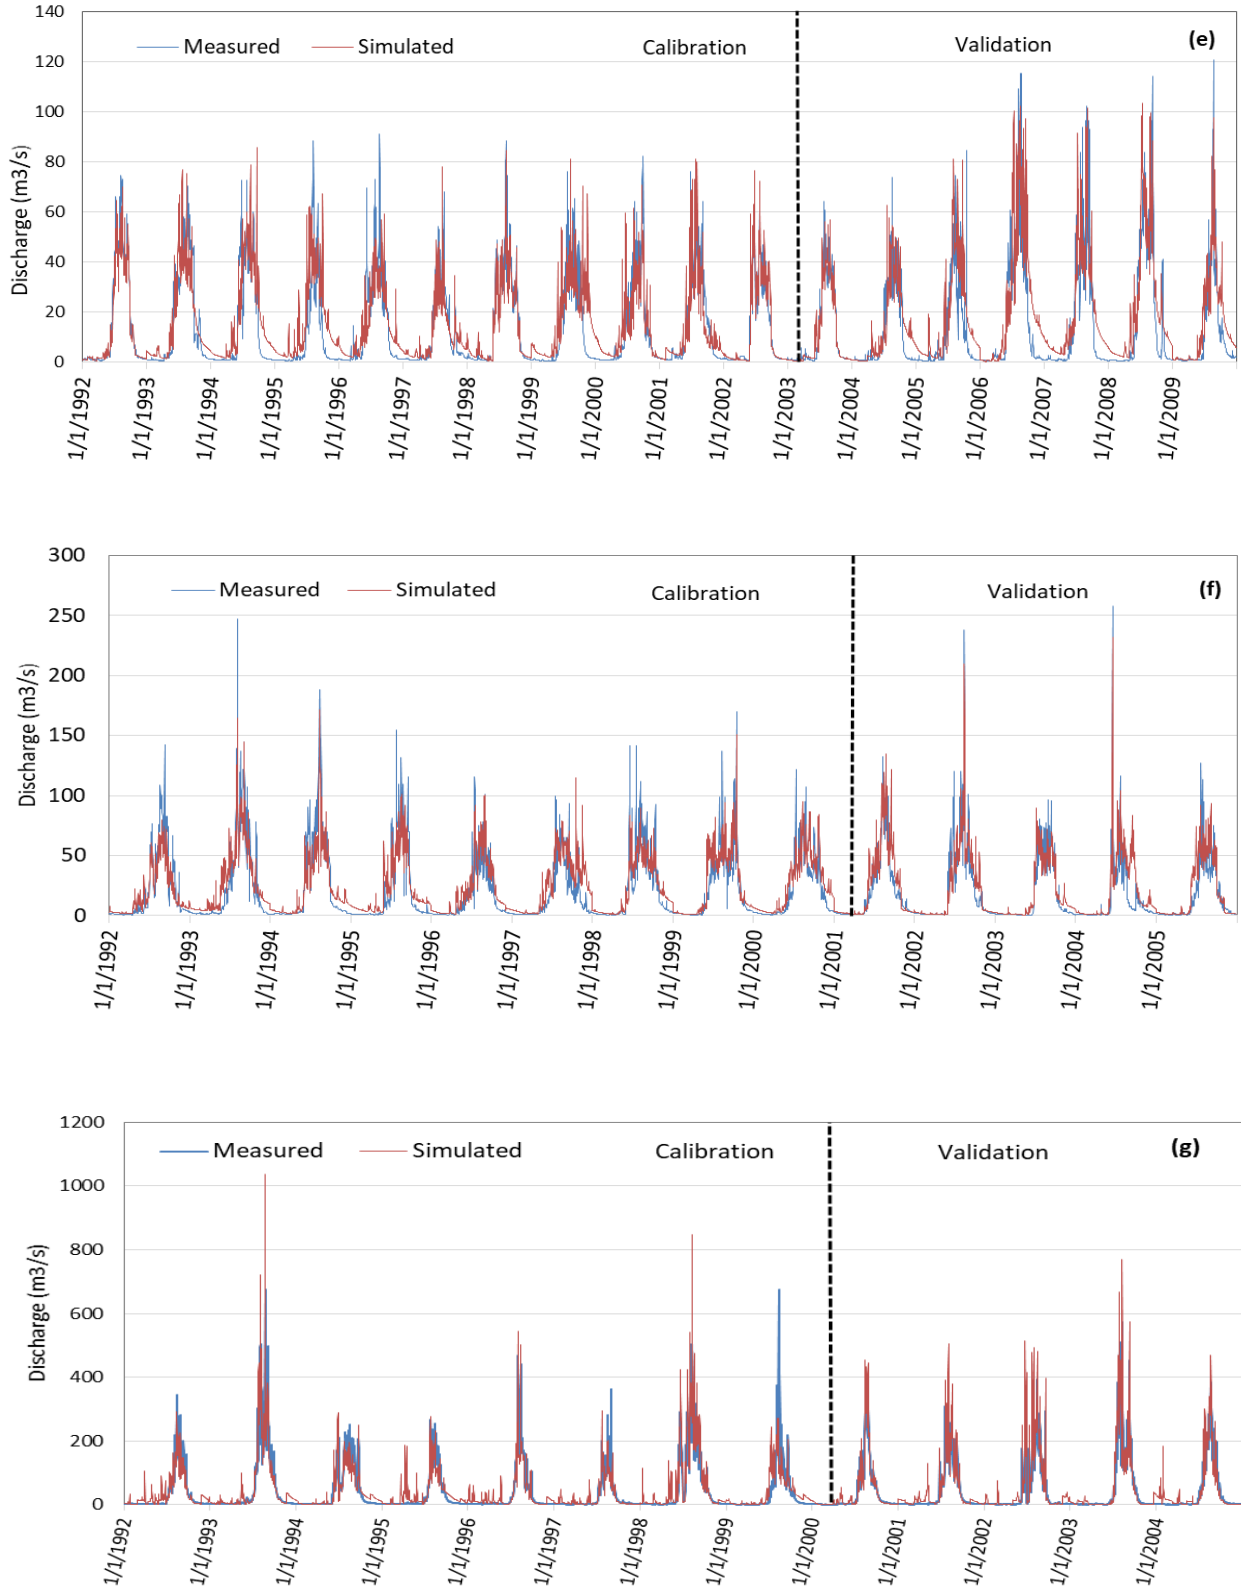 140
Measured Simulated Calibration Validation (e)
120
100
80
60
40
20
0
Discharge (m3/s)
1/1/1992 1/1/1993 1/1/1994 1/1/1995 1/1/1996 1/1/1997 1/1/1998 1/1/1999 1/1/2000 1/1/2001 1/1/2002 1/1/2003 1/1/2004 1/1/2005 1/1/2006 1/1/2007 1/1/2008 1/1/2009
300
Measured Simulated Calibration Validation (f)
250
200
150
100
50
0
Discharge (m3/s)
1/1/1992 1/1/1993 1/1/1994 1/1/1995 1/1/1996 1/1/1997 1/1/1998 1/1/1999 1/1/2000 1/1/2001 1/1/2002 1/1/2003 1/1/2004 1/1/2005
1200
Measured Simulated Calibration Validation (g)
1000
800
600
400
200
0
Discharge (m3/s)
1/1/1992 1/1/1993 1/1/1994 1/1/1995 1/1/1996 1/1/1997 1/1/1998 1/1/1999 1/1/2000 1/1/2001 1/1/2002 1/1/2003 1/1/2004